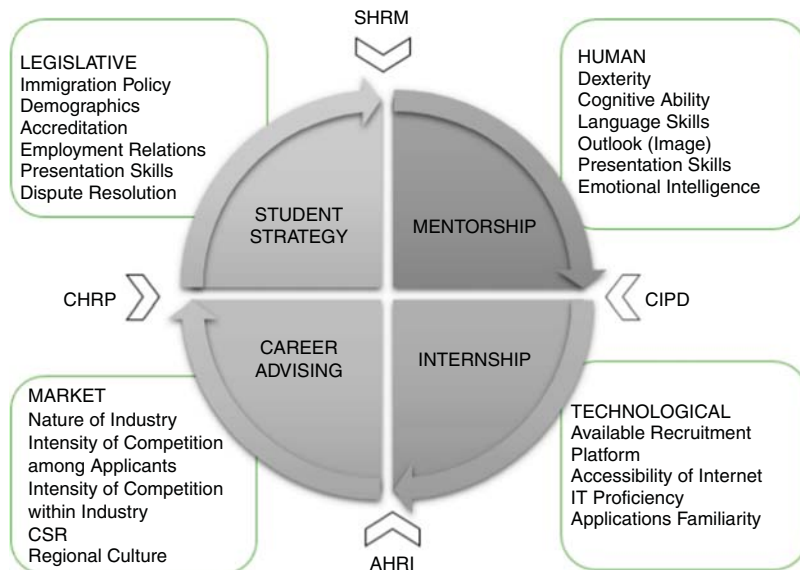 SHRM
LEGISLATIVE
Immigration Policy
Demographics
Accreditation
Employment Relations
Presentation Skills
Dispute Resolution
HUMAN
Dexterity
Cognitive Ability
Language Skills
Outlook (Image)
Presentation Skills
Emotional Intelligence
STUDENT
STRATEGY
MENTORSHIP
CHRP
CIPD
CAREER
ADVISING
INTERNSHIP
MARKET
Nature of Industry
Intensity of Competition
among Applicants
Intensity of Competition
within Industry
CSR
Regional Culture
TECHNOLOGICAL
Available Recruitment
Platform
Accessibility of Internet
IT Proficiency
Applications Familiarity
AHRI